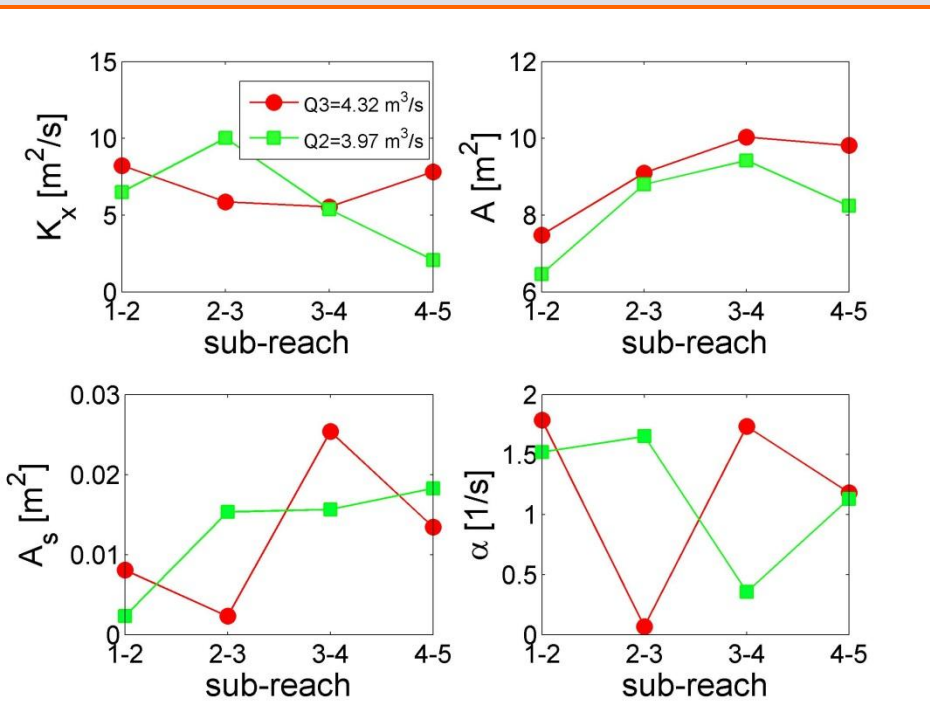 15
10
5
0
K_x [m^2/s]
Q3=4.32 m^3/s
Q2=3.97 m^3/s
1-2 2-3 3-4 4-5
sub-reach
12
10
8
6
A [m^2]
1-2 2-3 3-4 4-5
sub-reach
0.03
0.02
0.01
0
A_s [m^2]
1-2 2-3 3-4 4-5
sub-reach
2
1.5
1
0.5
0
α [1/s]
1-2 2-3 3-4 4-5
sub-reach